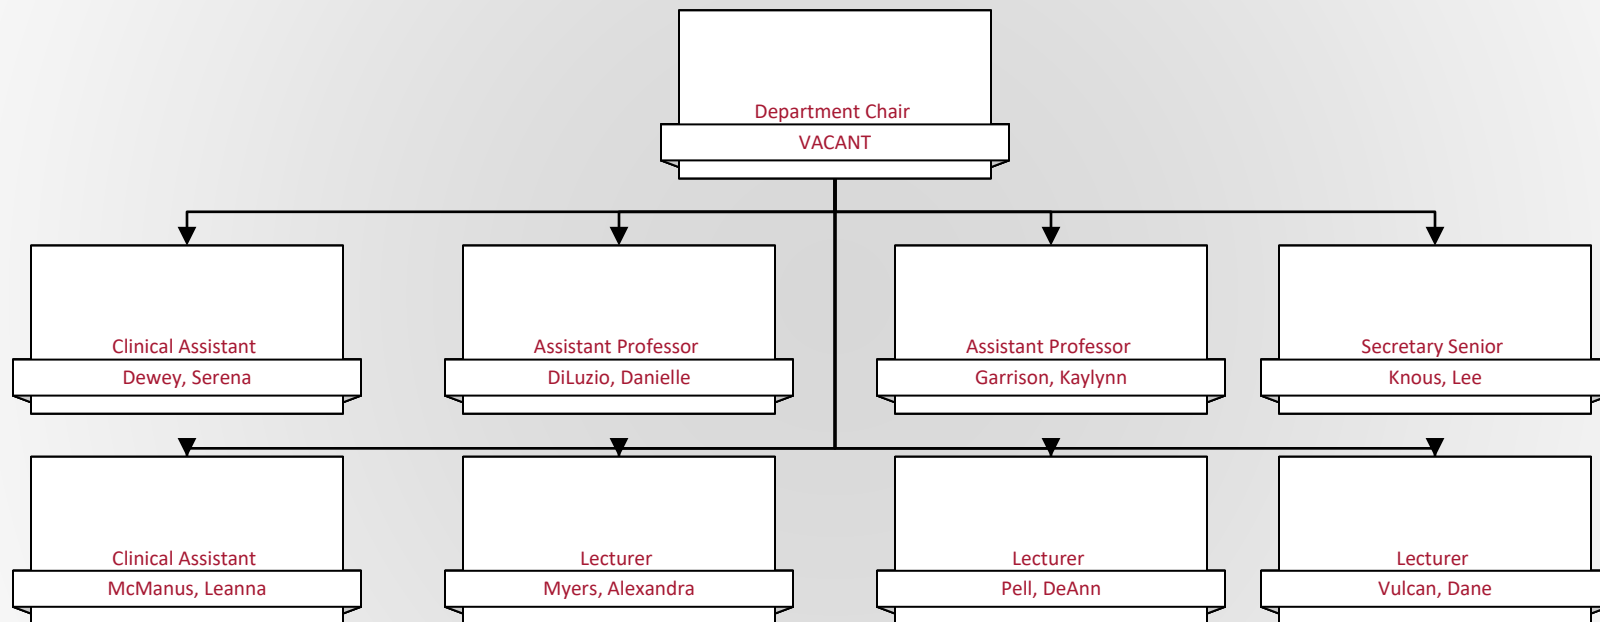 Department Chair
VACANT
Clinical Assistant
Dewey, Serena
Assistant Professor
DiLuzio, Danielle
Assistant Professor
Garrison, Kaylynn
Secretary Senior
Knous, Lee
Clinical Assistant
McManus, Leanna
Lecturer
Myers, Alexandra
Lecturer
Pell, DeAnn
Lecturer
Vulcan, Dane